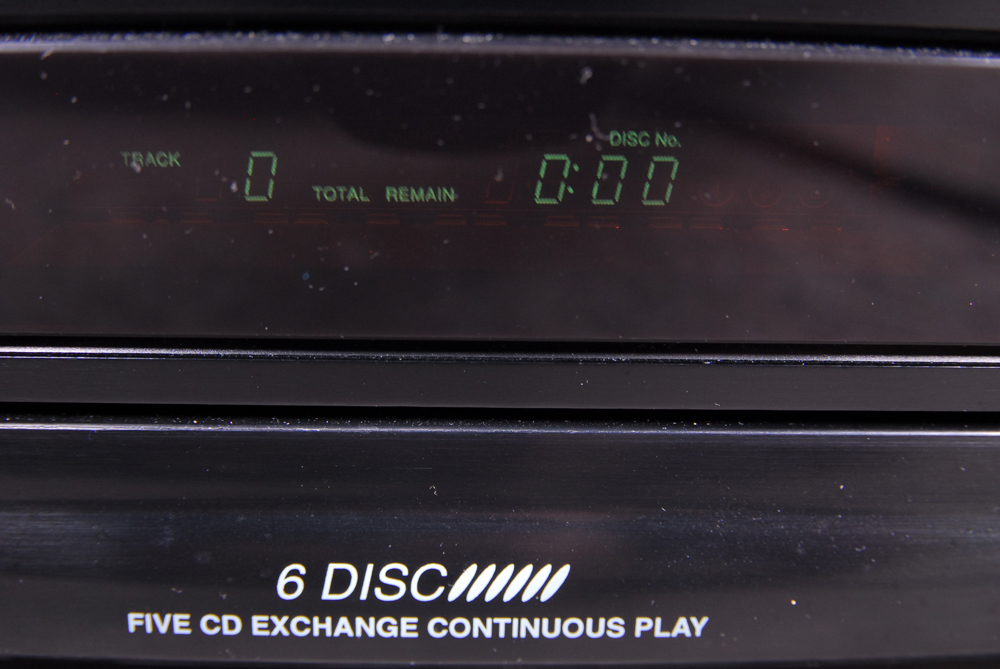 DISC No.
TRACK 0 TOTAL REMAIN 0:00
6 DISC
FIVE CD EXCHANGE CONTINUOUS PLAY